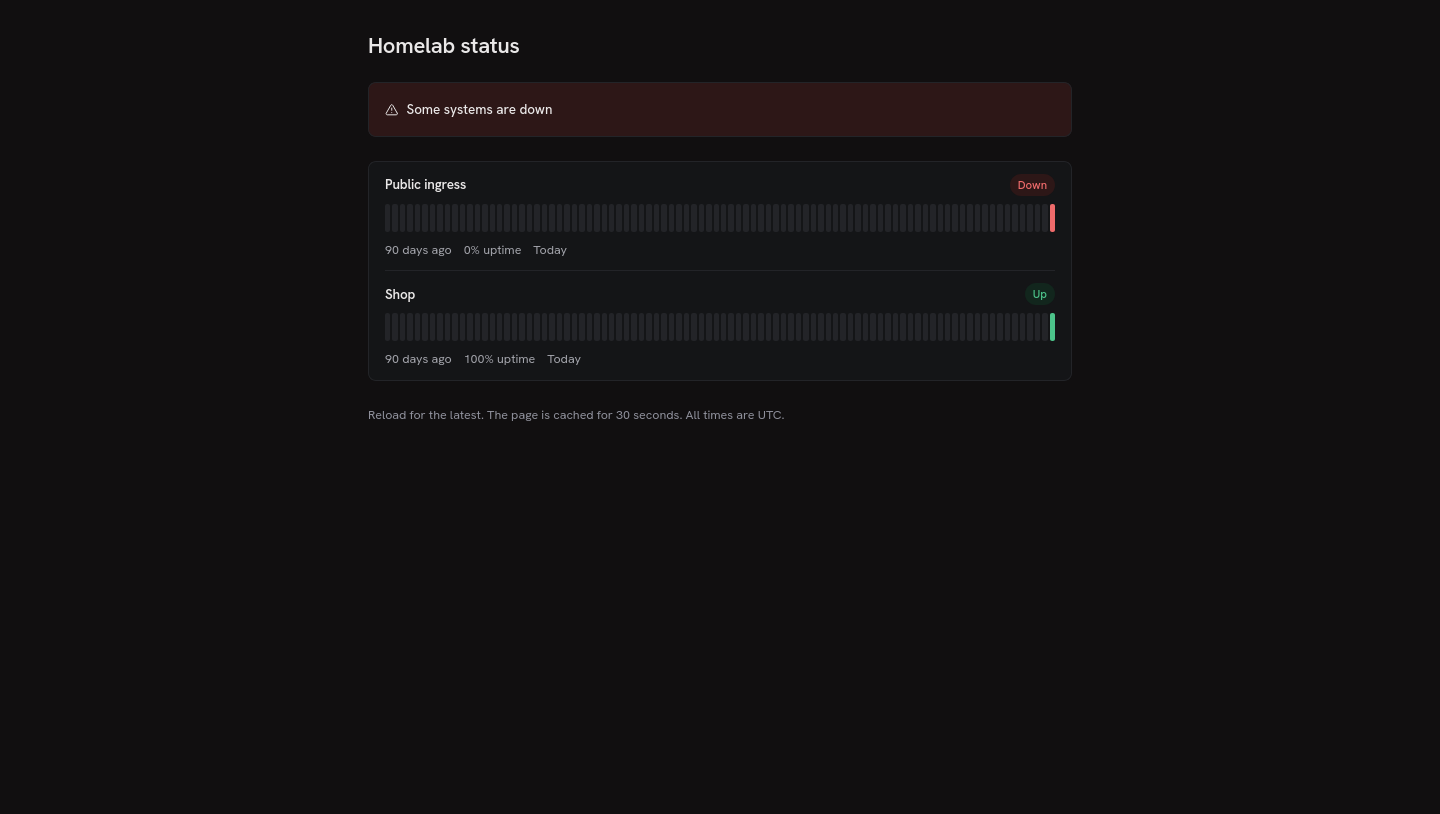 Homelab status
Some systems are down
Public ingress Down
90 days ago 0% uptime Today
Shop Up
90 days ago 100% uptime Today
Reload for the latest. The page is cached for 30 seconds. All times are UTC.